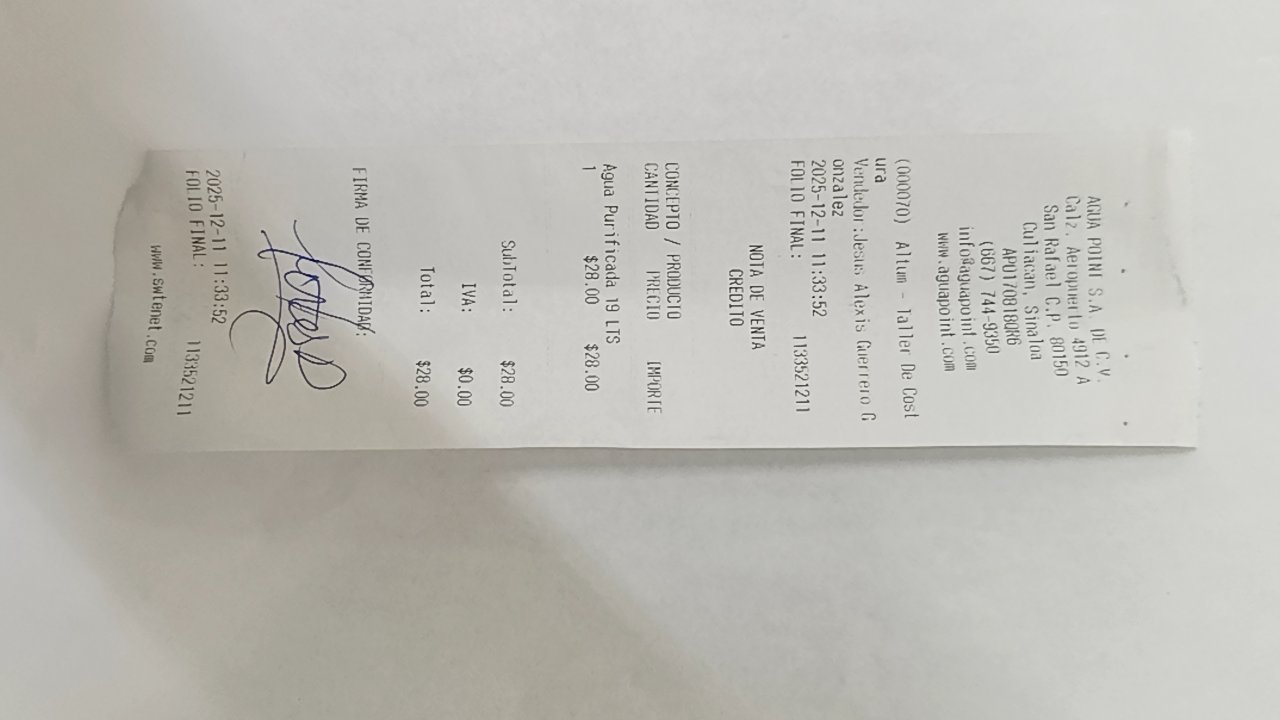 AGUA POINT S.A. DE C.V.
Calz. Aeropuerto 4912 A
San Rafael C.P. 80150
Culiacan, Sinaloa
APO170818QR6
(667) 744-9350
info@aguapoint.com
www.aguapoint.com
(000070) Altum - Taller De Cost
ura
Vendedor:Jesus Alexis Guerrero G
onzalez
2025-12-11 11:33:52
FOLIO FINAL: 1133521211
NOTA DE VENTA
CREDITO
CONCEPTO / PRODUCTO
CANTIDAD PRECIO IMPORTE
Agua Purificada 19 LTS
1 $28.00 $28.00
SubTotal: $28.00
IVA: $0.00
Total: $28.00
FIRMA DE CONFORMIDAD:
2025-12-11 11:33:52
FOLIO FINAL: 1133521211
www.swtenet.com